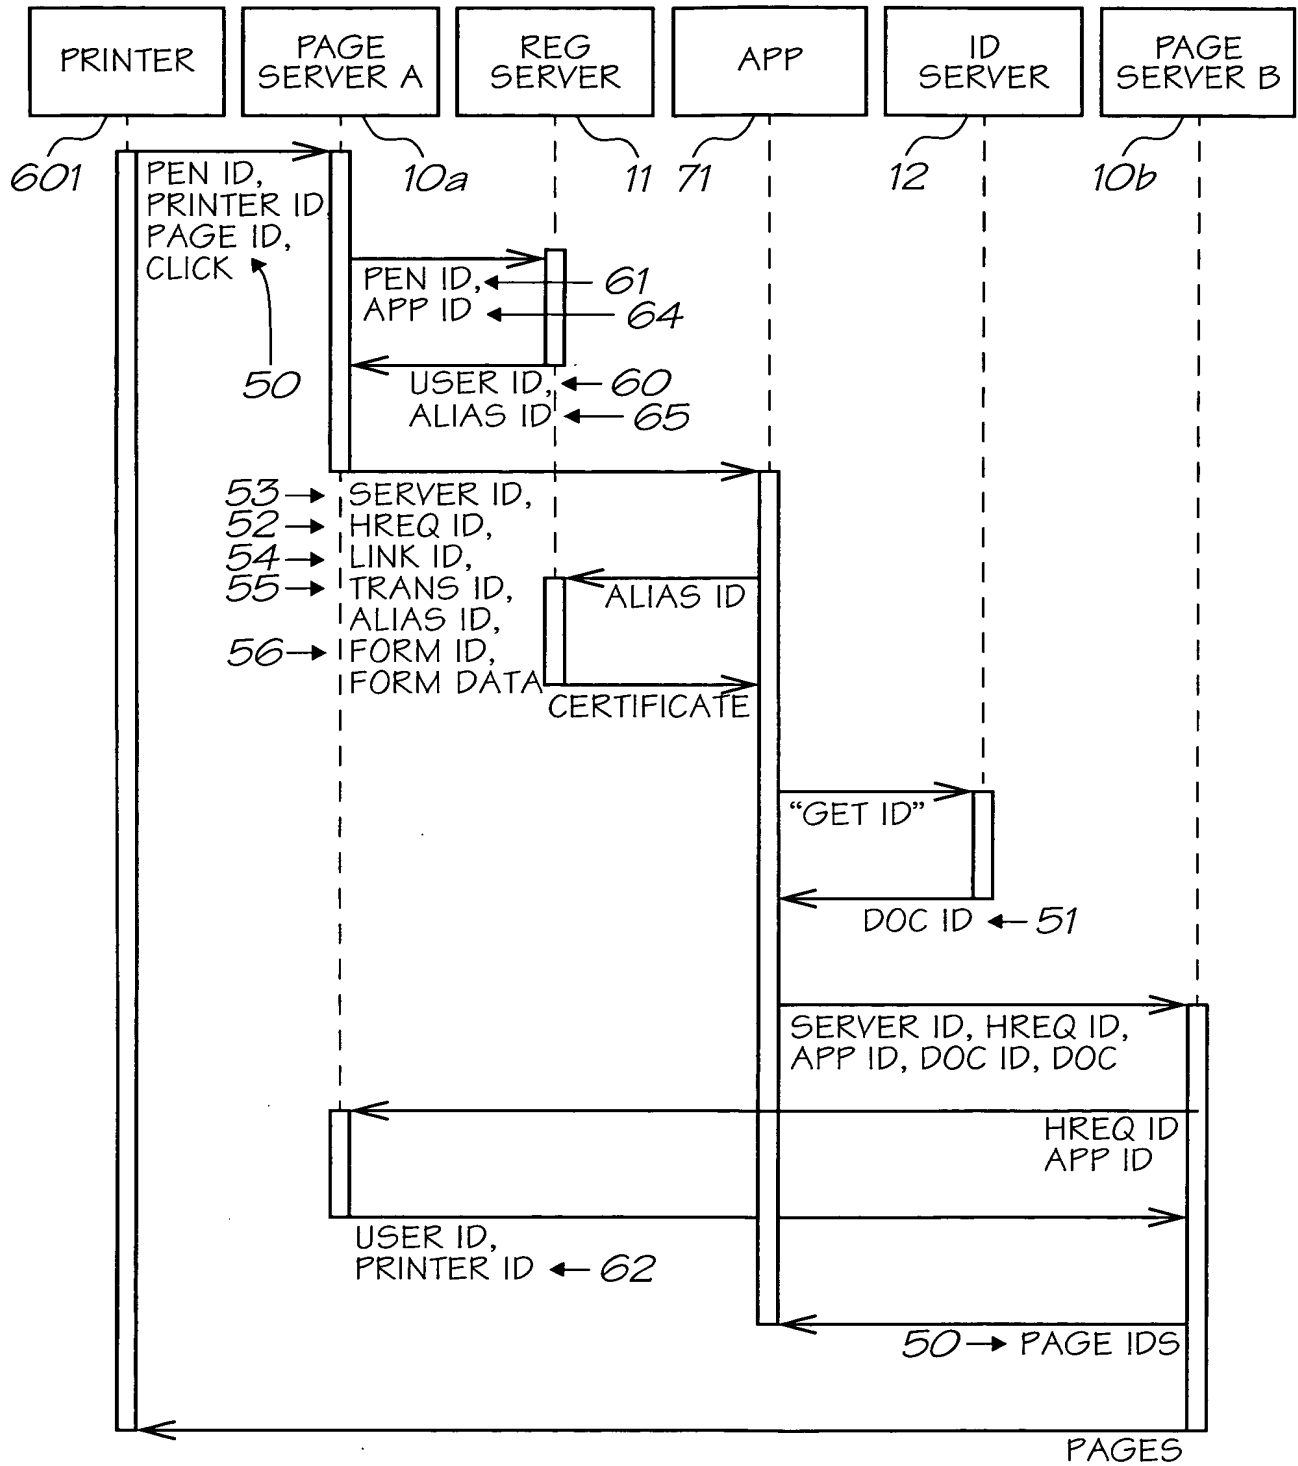 PRINTER
PAGE
SERVER A
REG
SERVER
APP
ID
SERVER
PAGE
SERVER B
601
10a
11
71
12
10b
PEN ID,
PRINTER ID
PAGE ID,
CLICK
50
PEN ID,
61
APP ID
64
USER ID,
60
ALIAS ID
65
53
SERVER ID,
52
HREQ ID,
54
LINK ID,
55
TRANS ID,
ALIAS ID,
56
FORM ID,
FORM DATA
ALIAS ID
CERTIFICATE
"GET ID"
DOC ID
51
SERVER ID, HREQ ID,
APP ID, DOC ID, DOC
HREQ ID
APP ID
USER ID,
PRINTER ID
62
50
PAGE IDS
PAGES